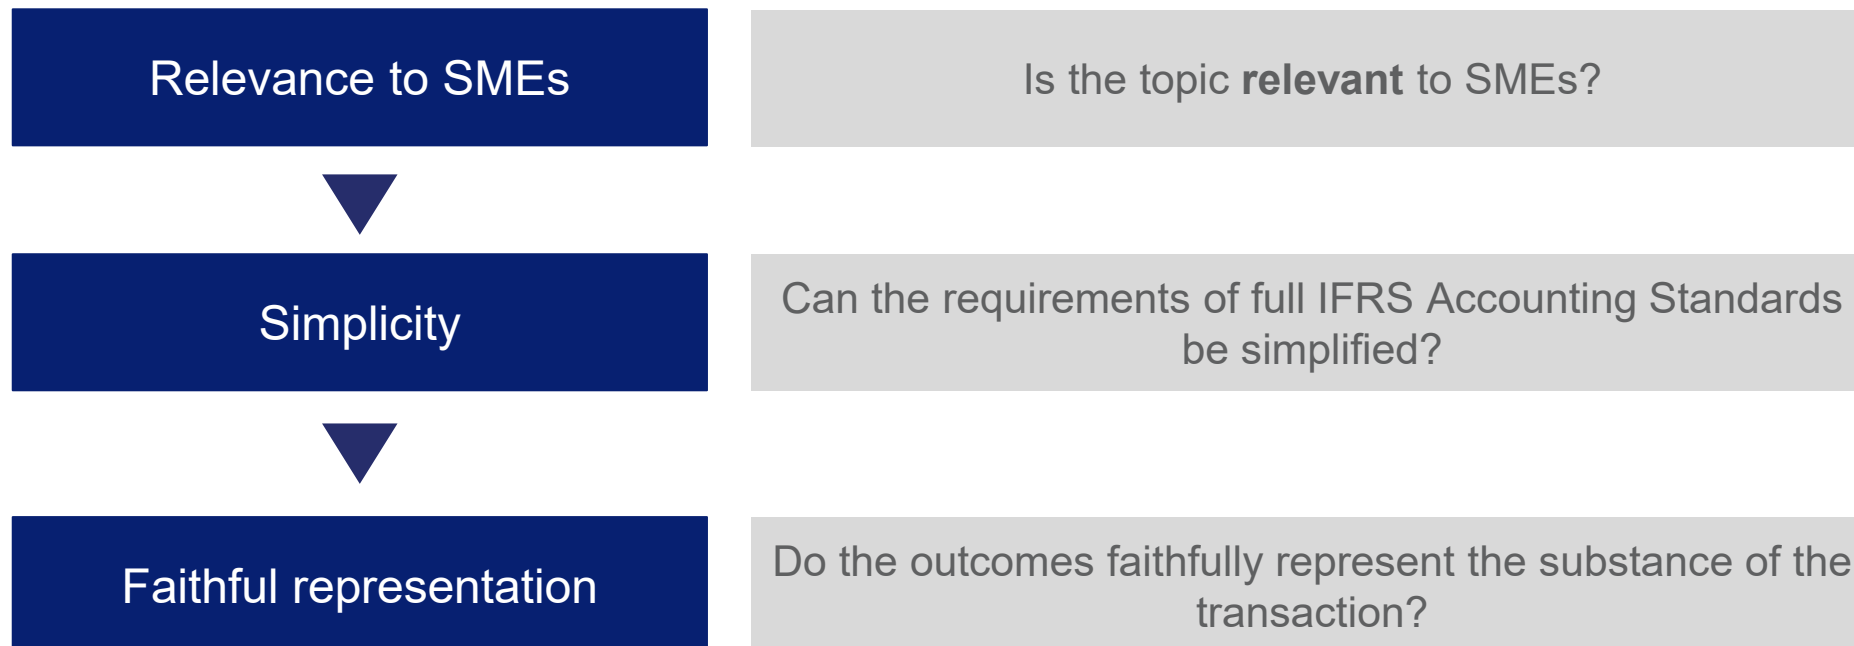 Relevance to SMEs
Is the topic relevant to SMEs?
Simplicity
Can the requirements of full IFRS Accounting Standards
be simplified?
Faithful representation
Do the outcomes faithfully represent the substance of the
transaction?